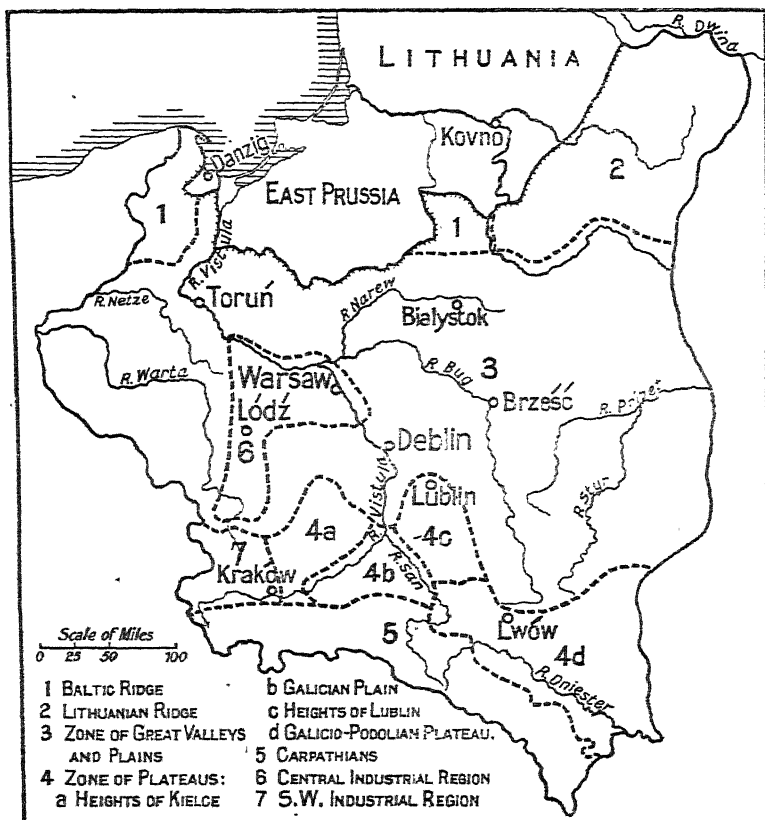 R. Dwina
LITHUANIA
Kovno
Danzig
2
EAST PRUSSIA
1
1
R. Vistula
R. Netze
Toruń
R. Narew
Bialystok
R. Warta
R. Bug
3
Warsaw
Brześć
R. Pripet
Łódź
6
Deblin
R. Styr
Lublin
R. Vistula
4a
4c
7
R. San
Kraków
4b
Lwów
5
4d
R. Dniester
Scale of Miles
0 25 50 100
1 BALTIC RIDGE
2 LITHUANIAN RIDGE
3 ZONE OF GREAT VALLEYS
AND PLAINS
4 ZONE OF PLATEAUS:
a HEIGHTS OF KIELCE
b GALICIAN PLAIN
c HEIGHTS OF LUBLIN
d GALICIO-PODOLIAN PLATEAU.
5 CARPATHIANS
6 CENTRAL INDUSTRIAL REGION
7 S.W. INDUSTRIAL REGION